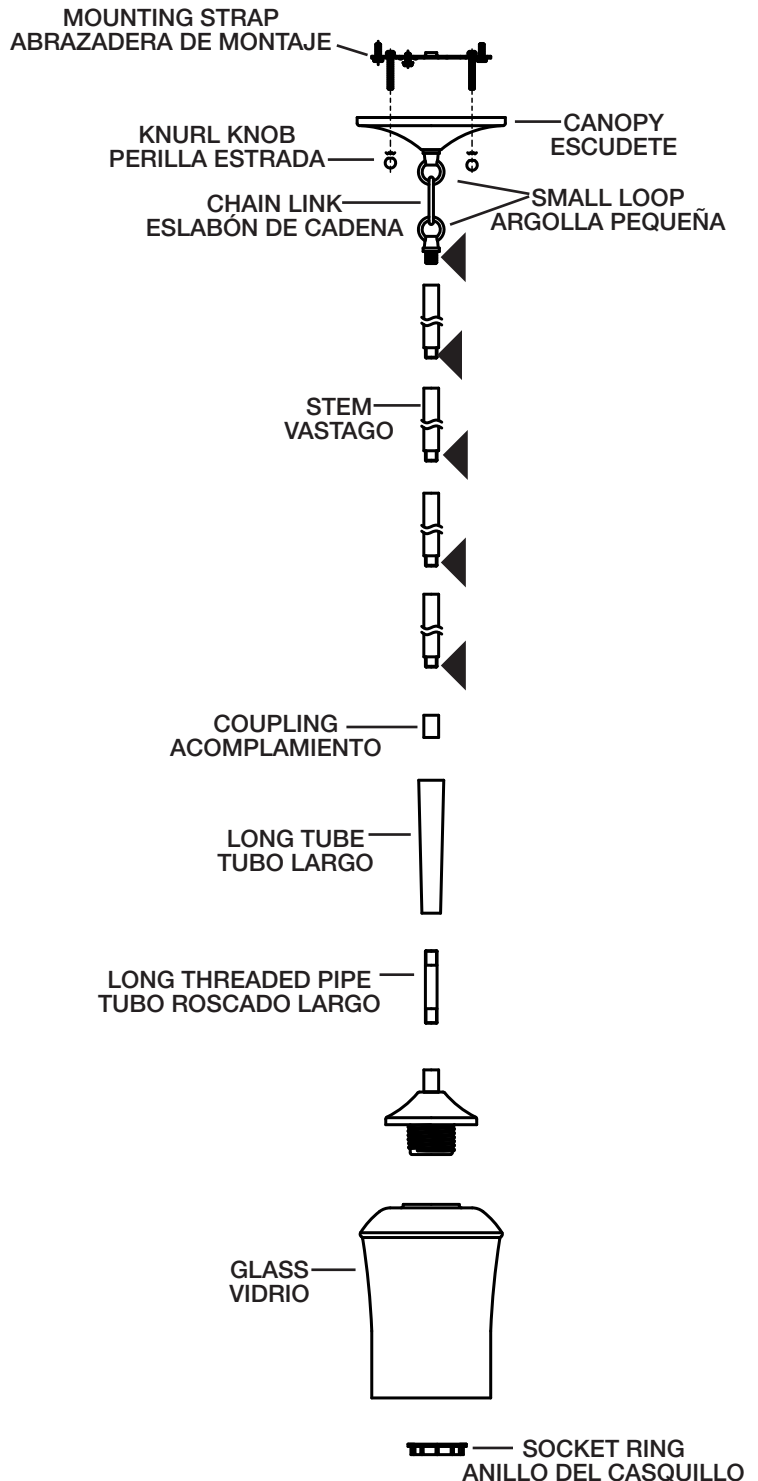 MOUNTING STRAP
ABRAZADERA DE MONTAJE
CANOPY
ESCUDETE
KNURL KNOB
PERILLA ESTRADA
CHAIN LINK
ESLABÓN DE CADENA
SMALL LOOP
ARGOLLA PEQUEÑA
STEM
VASTAGO
COUPLING
ACOMPLAMIENTO
LONG TUBE
TUBO LARGO
LONG THREADED PIPE
TUBO ROSCADO LARGO
GLASS
VIDRIO
SOCKET RING
ANILLO DEL CASQUILLO